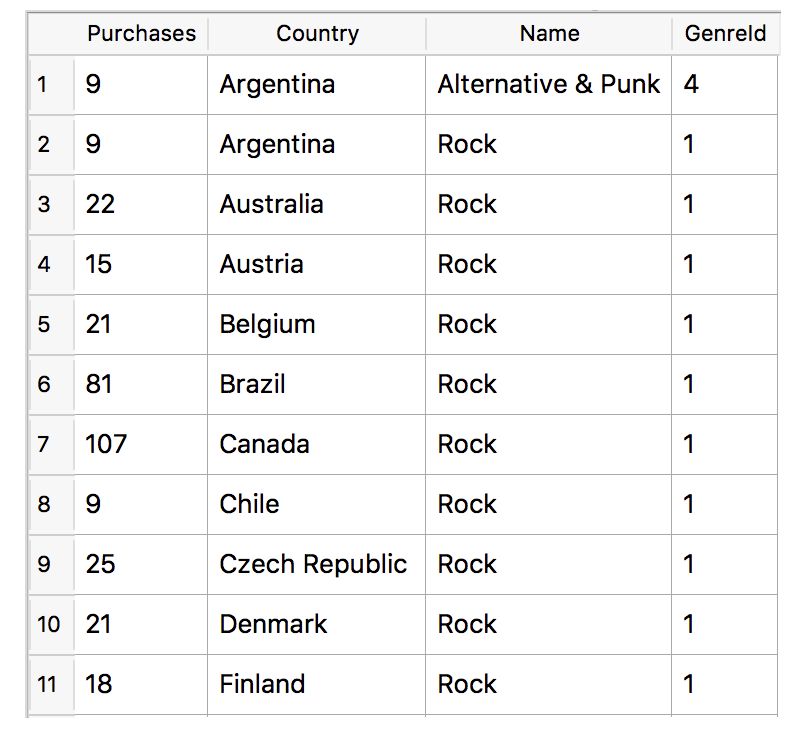 Purchases Country Name GenreId
1 9 Argentina Alternative & Punk 4
2 9 Argentina Rock 1
3 22 Australia Rock 1
4 15 Austria Rock 1
5 21 Belgium Rock 1
6 81 Brazil Rock 1
7 107 Canada Rock 1
8 9 Chile Rock 1
9 25 Czech Republic Rock 1
10 21 Denmark Rock 1
11 18 Finland Rock 1